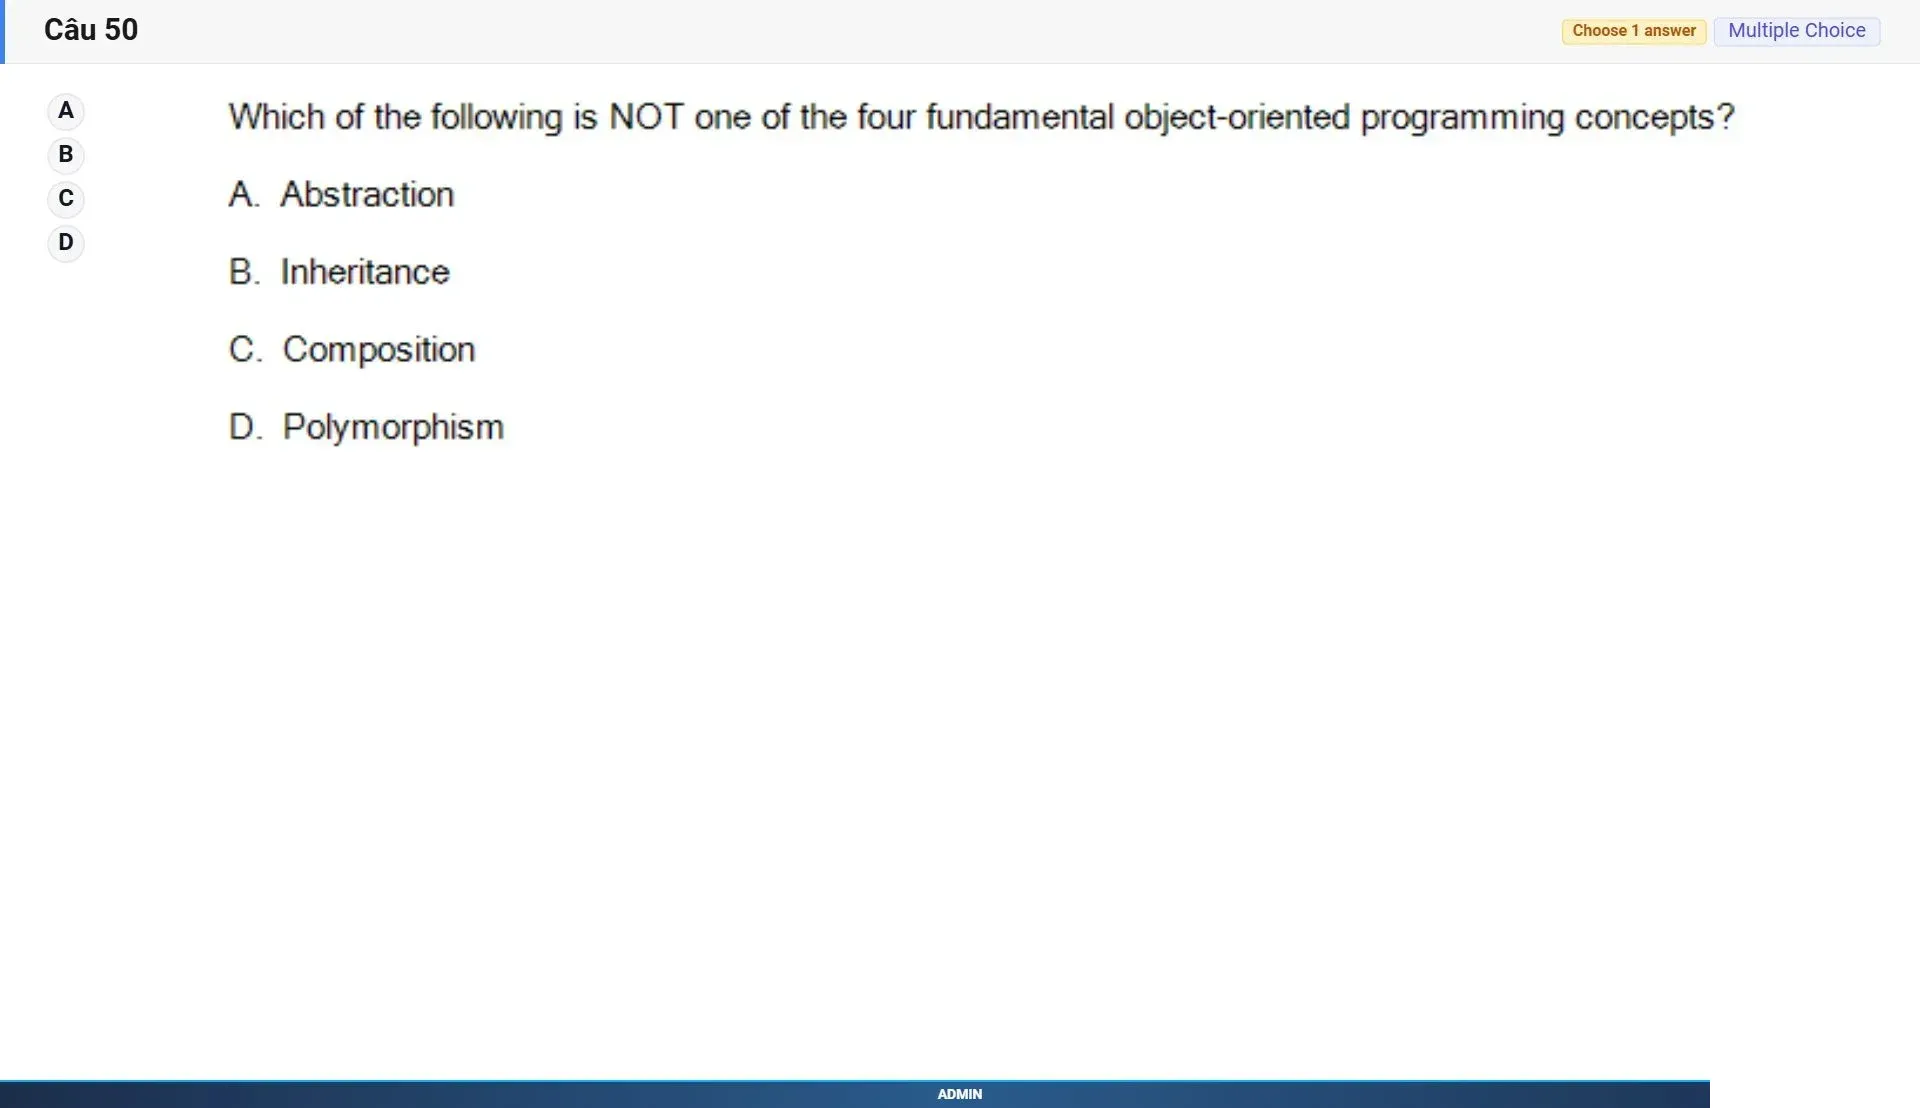 Câu 50
Choose 1 answer
Multiple Choice
A
B
C
D
Which of the following is NOT one of the four fundamental object-oriented programming concepts?
A. Abstraction
B. Inheritance
C. Composition
D. Polymorphism
ADMIN